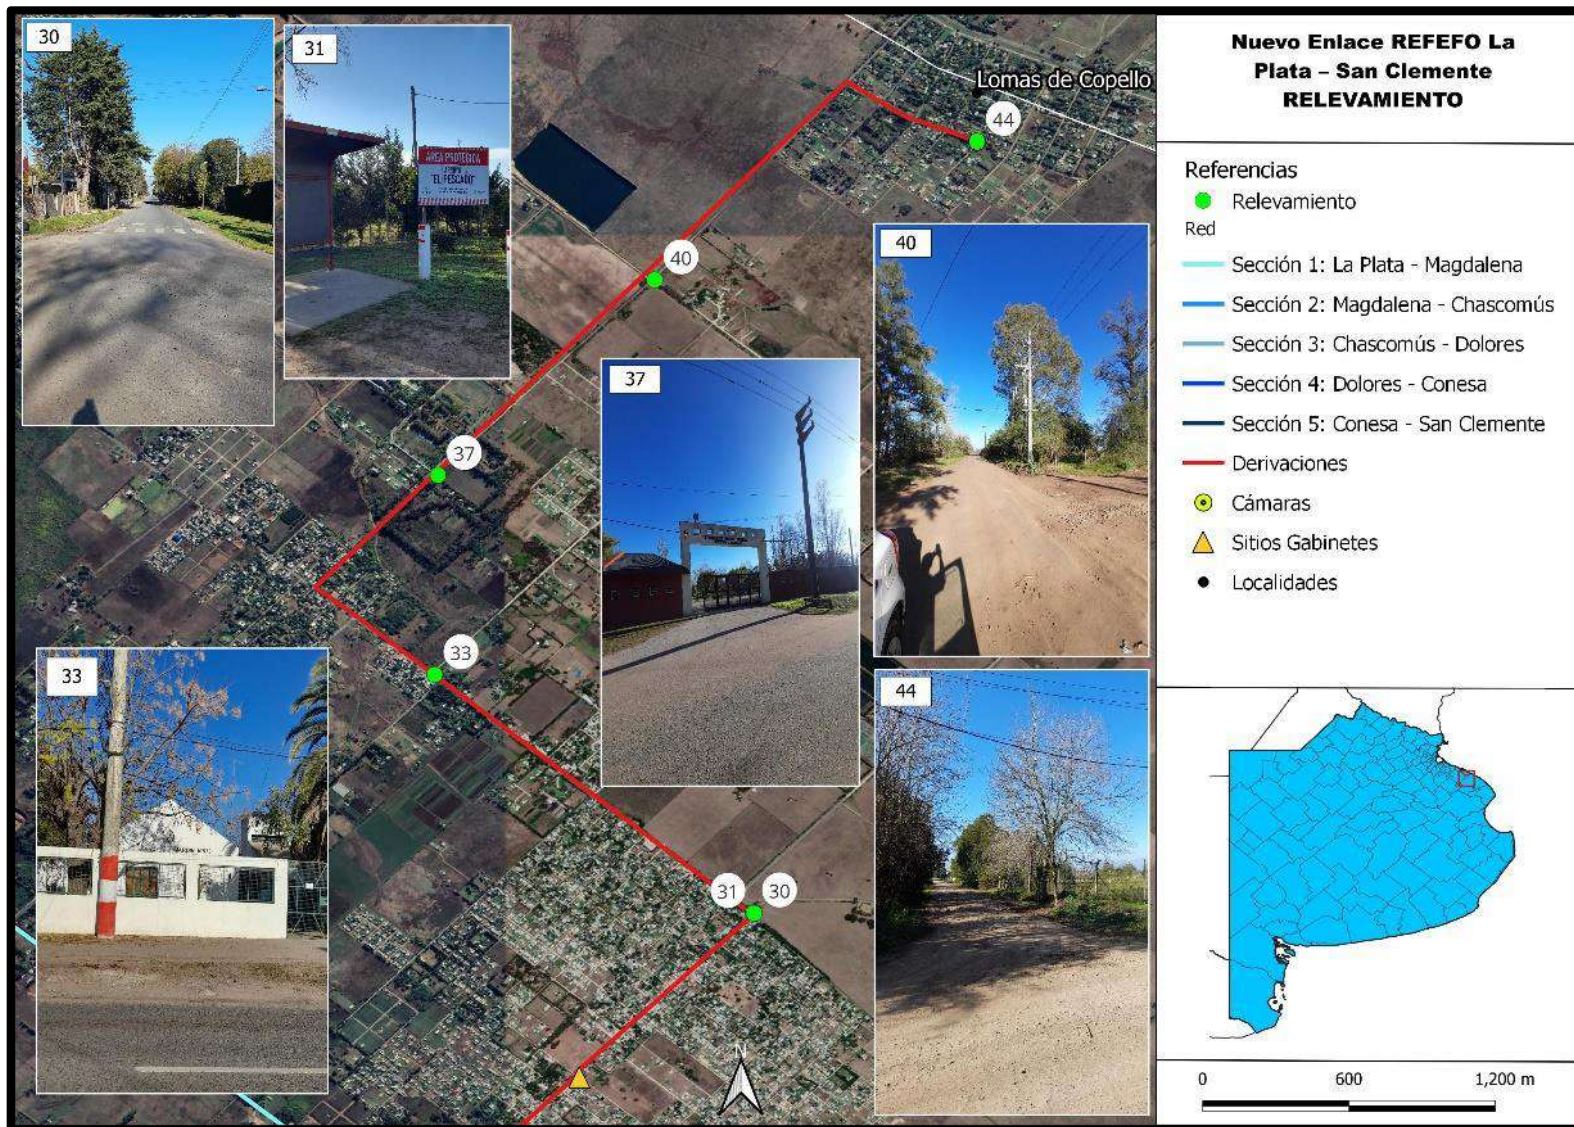 Nuevo Enlace REFEFO La
Plata – San Clemente
RELEVAMIENTO
Referencias
Relevamiento
Red
Sección 1: La Plata - Magdalena
Sección 2: Magdalena - Chascomús
Sección 3: Chascomús - Dolores
Sección 4: Dolores - Conesa
Sección 5: Conesa - San Clemente
Derivaciones
Cámaras
Sitios Gabinetes
Localidades
0 600 1,200 m
30
31
AREA PROTEGIDA
"EL PESCADO"
Lomas de Copello
44
40
40
37
37
33
33
44
31
30
N